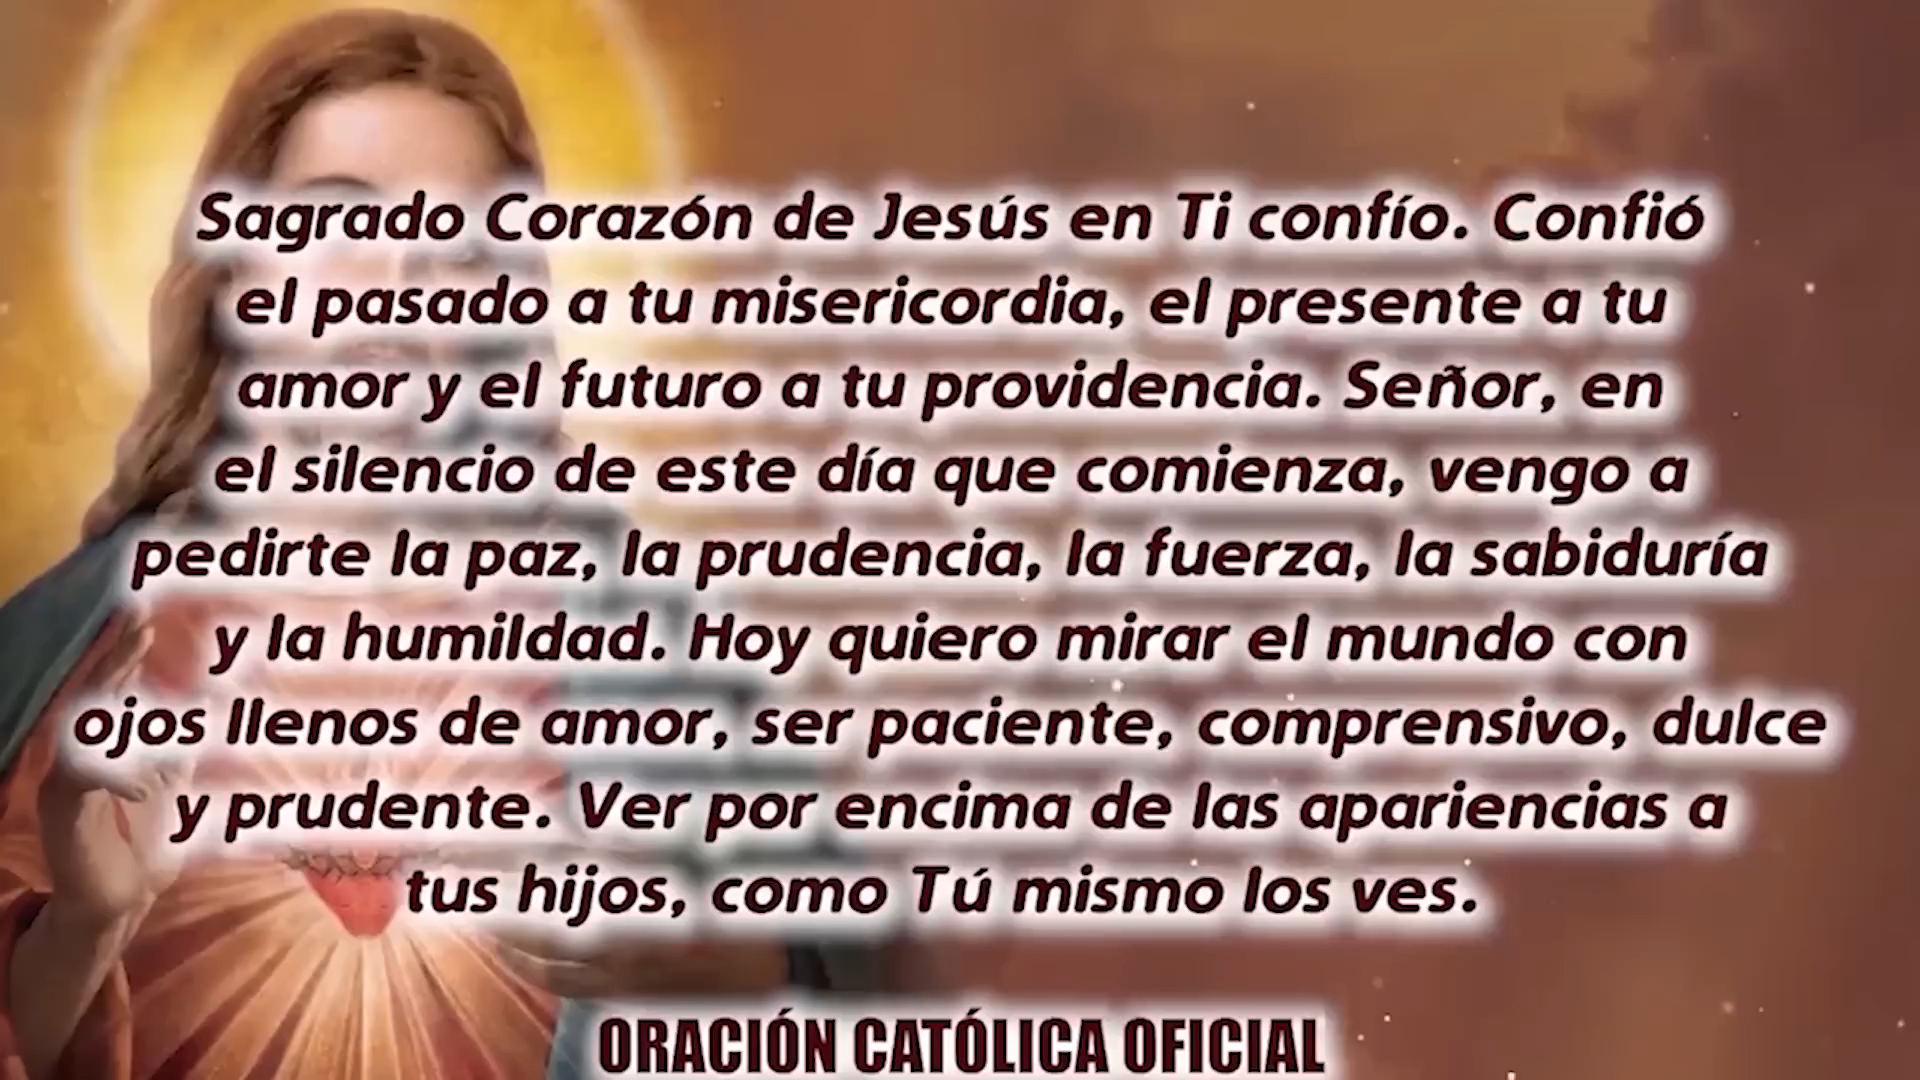 Sagrado Corazón de Jesús en Ti confío. Confió
el pasado a tu misericordia, el presente a tu
amor y el futuro a tu providencia. Señor, en
el silencio de este día que comienza, vengo a
pedirte la paz, la prudencia, la fuerza, la sabiduría
y la humildad. Hoy quiero mirar el mundo con
ojos llenos de amor, ser paciente, comprensivo, dulce
y prudente. Ver por encima de las apariencias a
tus hijos, como Tú mismo los ves.
ORACIÓN CATÓLICA OFICIAL